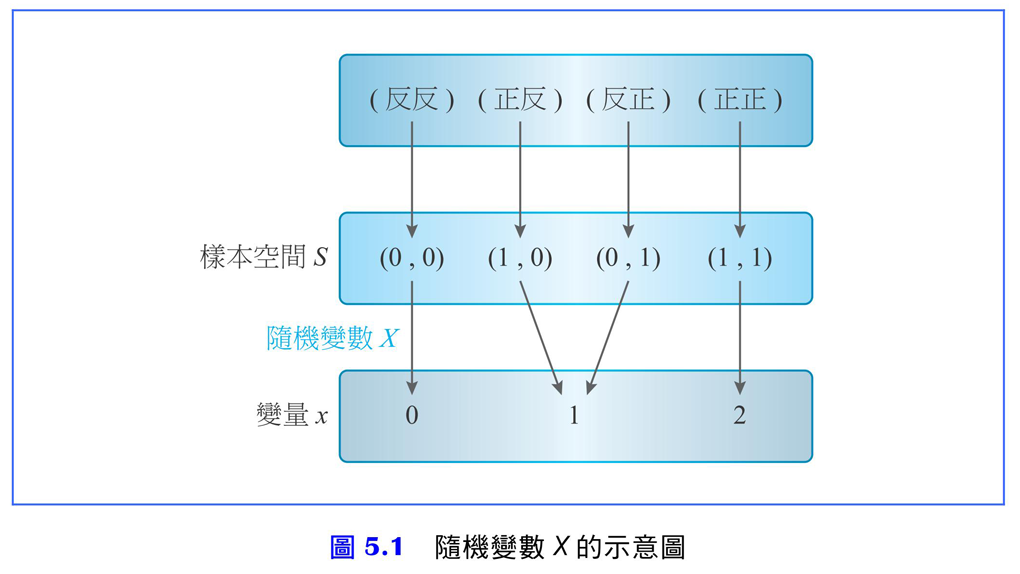 ( 反反 ) ( 正反 ) ( 反正 ) ( 正正 )
樣本空間 S (0 , 0) (1 , 0) (0 , 1) (1 , 1)
隨機變數 X
變量 x 0 1 2
圖 5.1 隨機變數 X 的示意圖